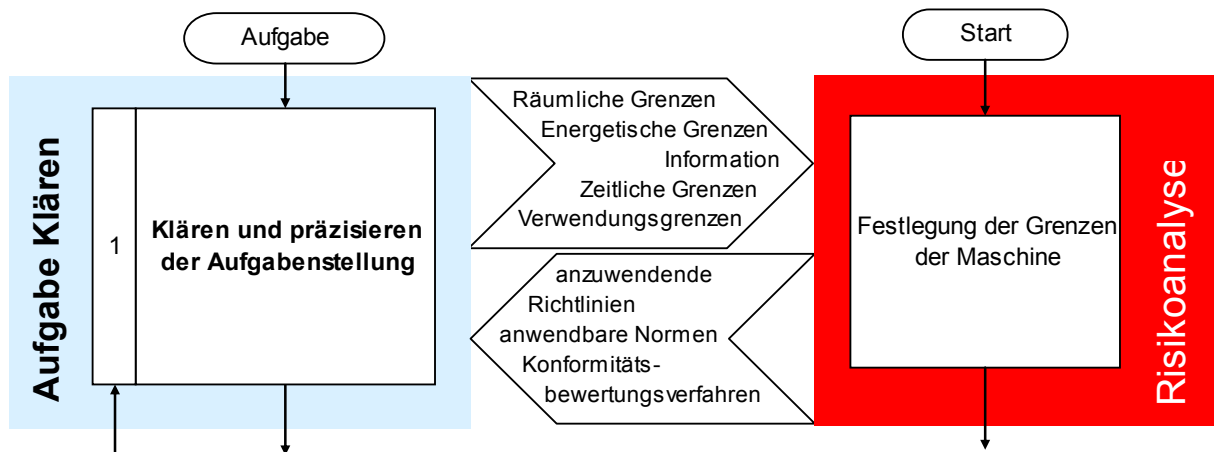 Aufgabe
Aufgabe Klären
1
Klären und präzisieren
der Aufgabenstellung
Räumliche Grenzen
Energetische Grenzen
Information
Zeitliche Grenzen
Verwendungsgrenzen
anzuwendende
Richtlinien
anwendbare Normen
Konformitäts-
bewertungsverfahren
Start
Festlegung der Grenzen
der Maschine
Risikoanalyse